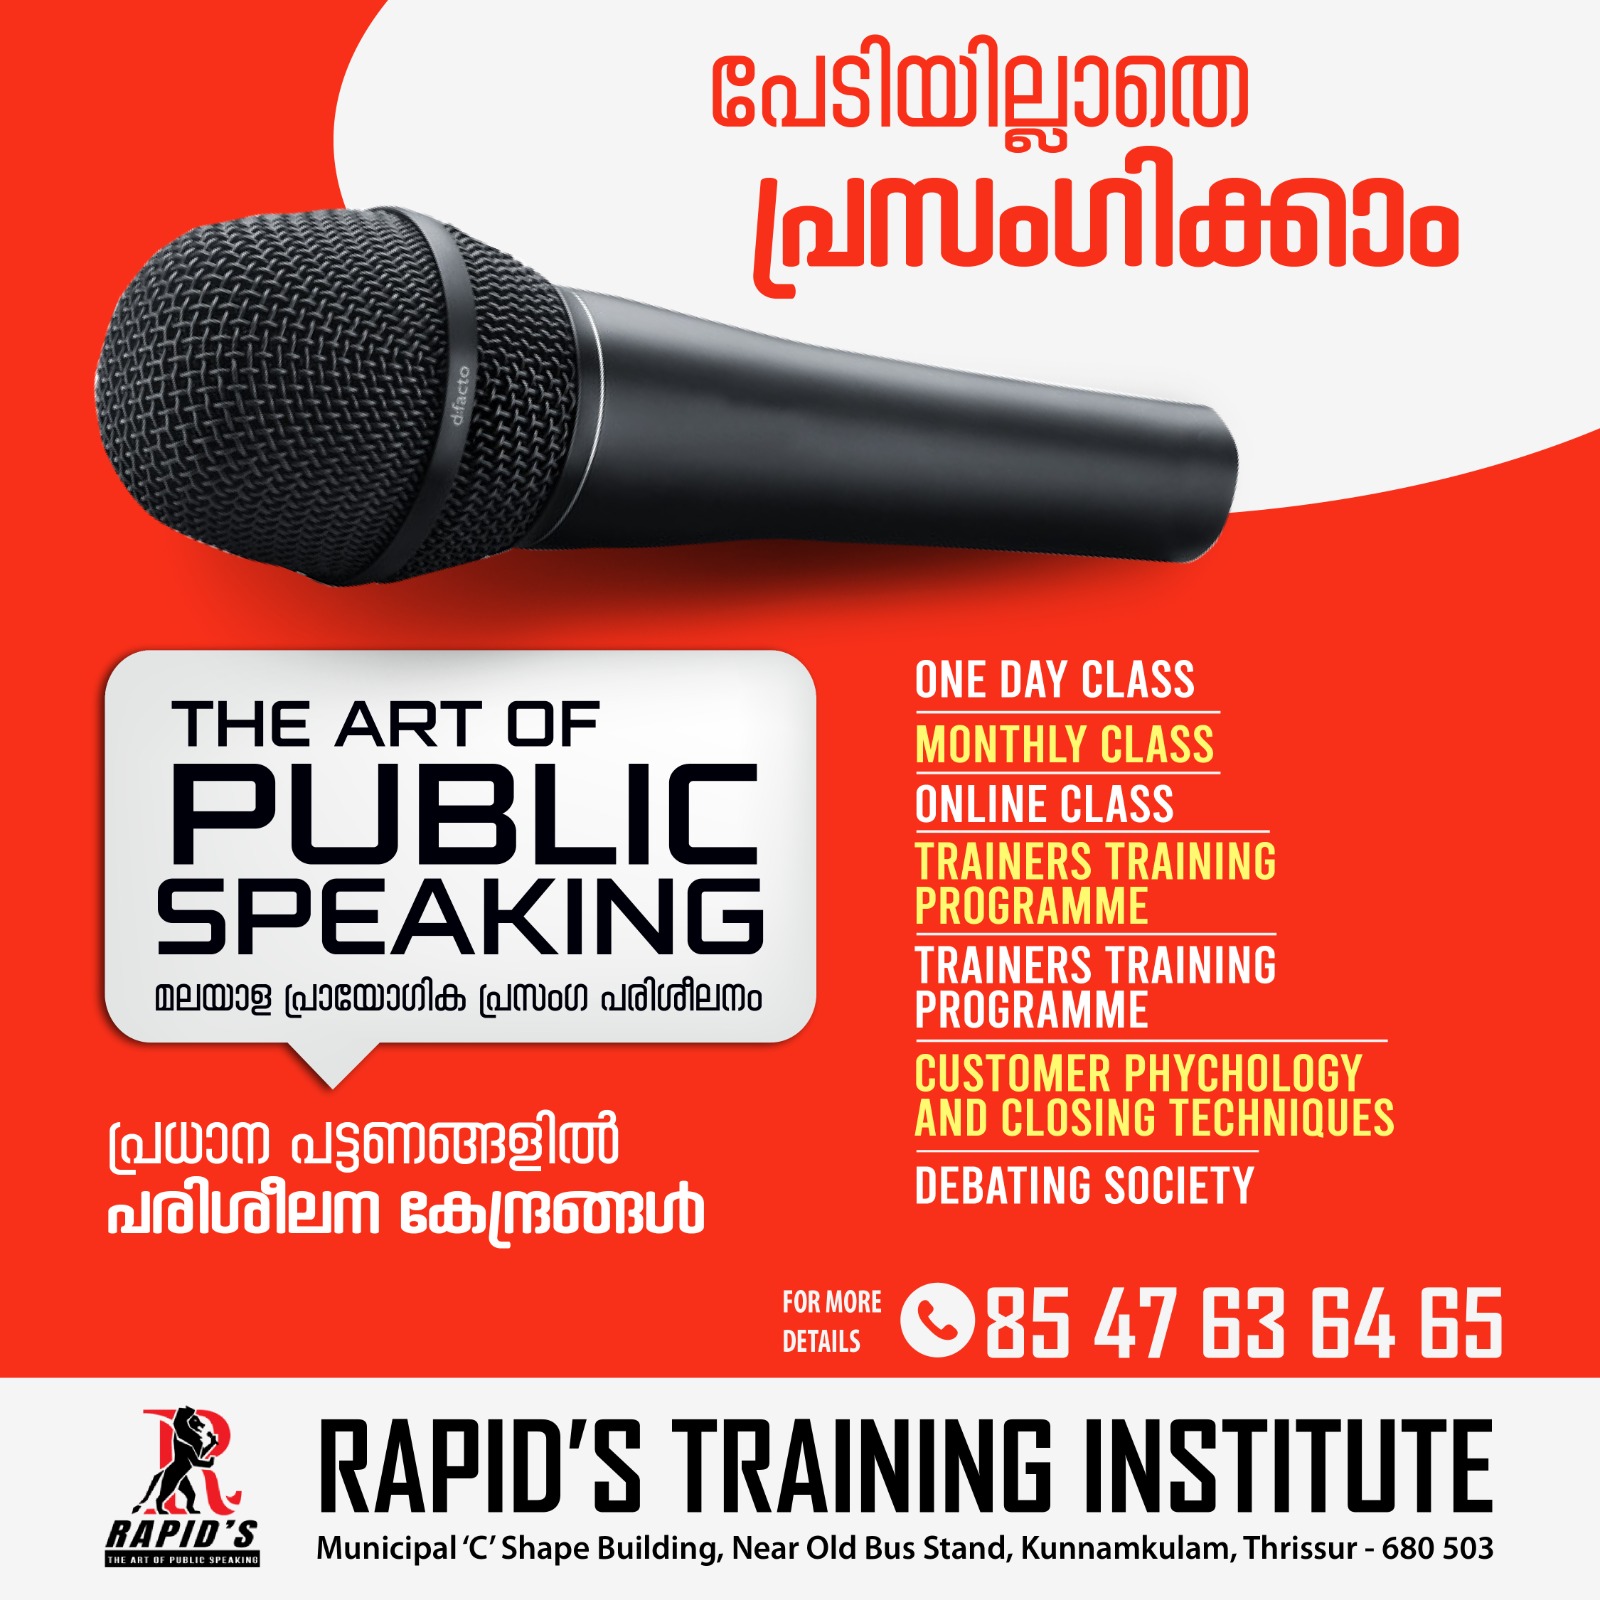 പേടിയില്ലാതെ
പ്രസംഗിക്കാം
d:facto
THE ART OF
PUBLIC
SPEAKING
മലയാള പ്രായോഗിക പ്രസംഗ പരിശീലനം
പ്രധാന പട്ടണങ്ങളിൽ
പരിശീലന കേന്ദ്രങ്ങൾ
ONE DAY CLASS
MONTHLY CLASS
ONLINE CLASS
TRAINERS TRAINING
PROGRAMME
TRAINERS TRAINING
PROGRAMME
CUSTOMER PHYCHOLOGY
AND CLOSING TECHNIQUES
DEBATING SOCIETY
FOR MORE
DETAILS
85 47 63 64 65
R
RAPID'S
THE ART OF PUBLIC SPEAKING
RAPID'S TRAINING INSTITUTE
Municipal 'C' Shape Building, Near Old Bus Stand, Kunnamkulam, Thrissur - 680 503